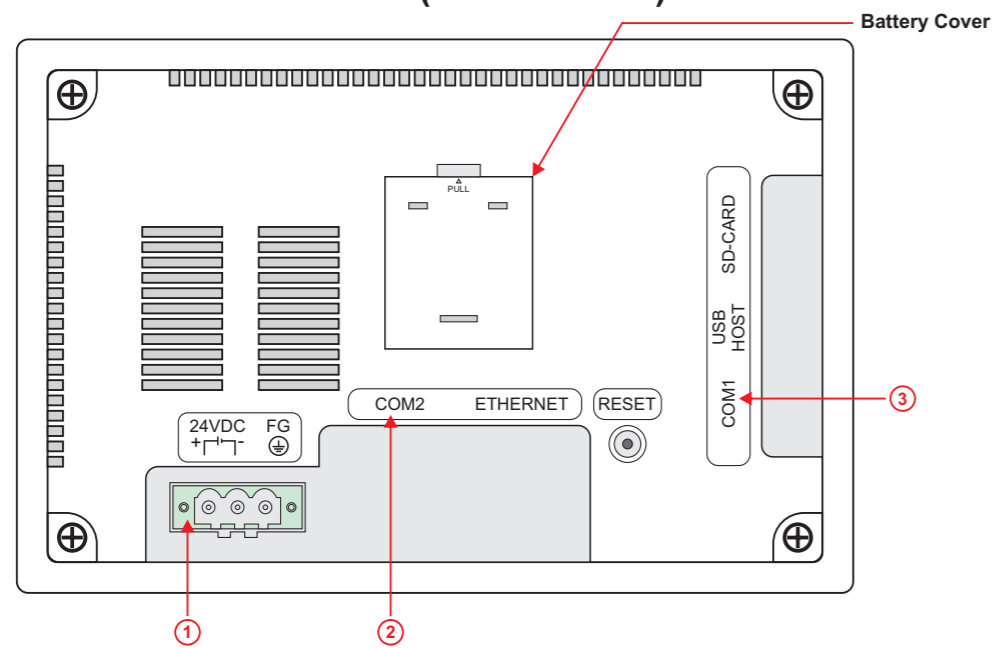 Battery Cover
PULL
SD-CARD
USB
HOST
COM1
3
COM2 ETHERNET
RESET
24VDC FG
+ -
1
2